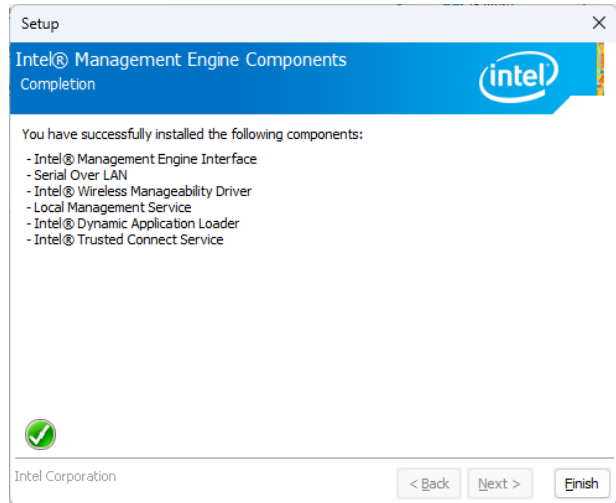 Setup
Intel® Management Engine Components
Completion
intel
You have successfully installed the following components:
- Intel® Management Engine Interface
- Serial Over LAN
- Intel® Wireless Manageability Driver
- Local Management Service
- Intel® Dynamic Application Loader
- Intel® Trusted Connect Service
Intel Corporation
< Back
Next >
Finish